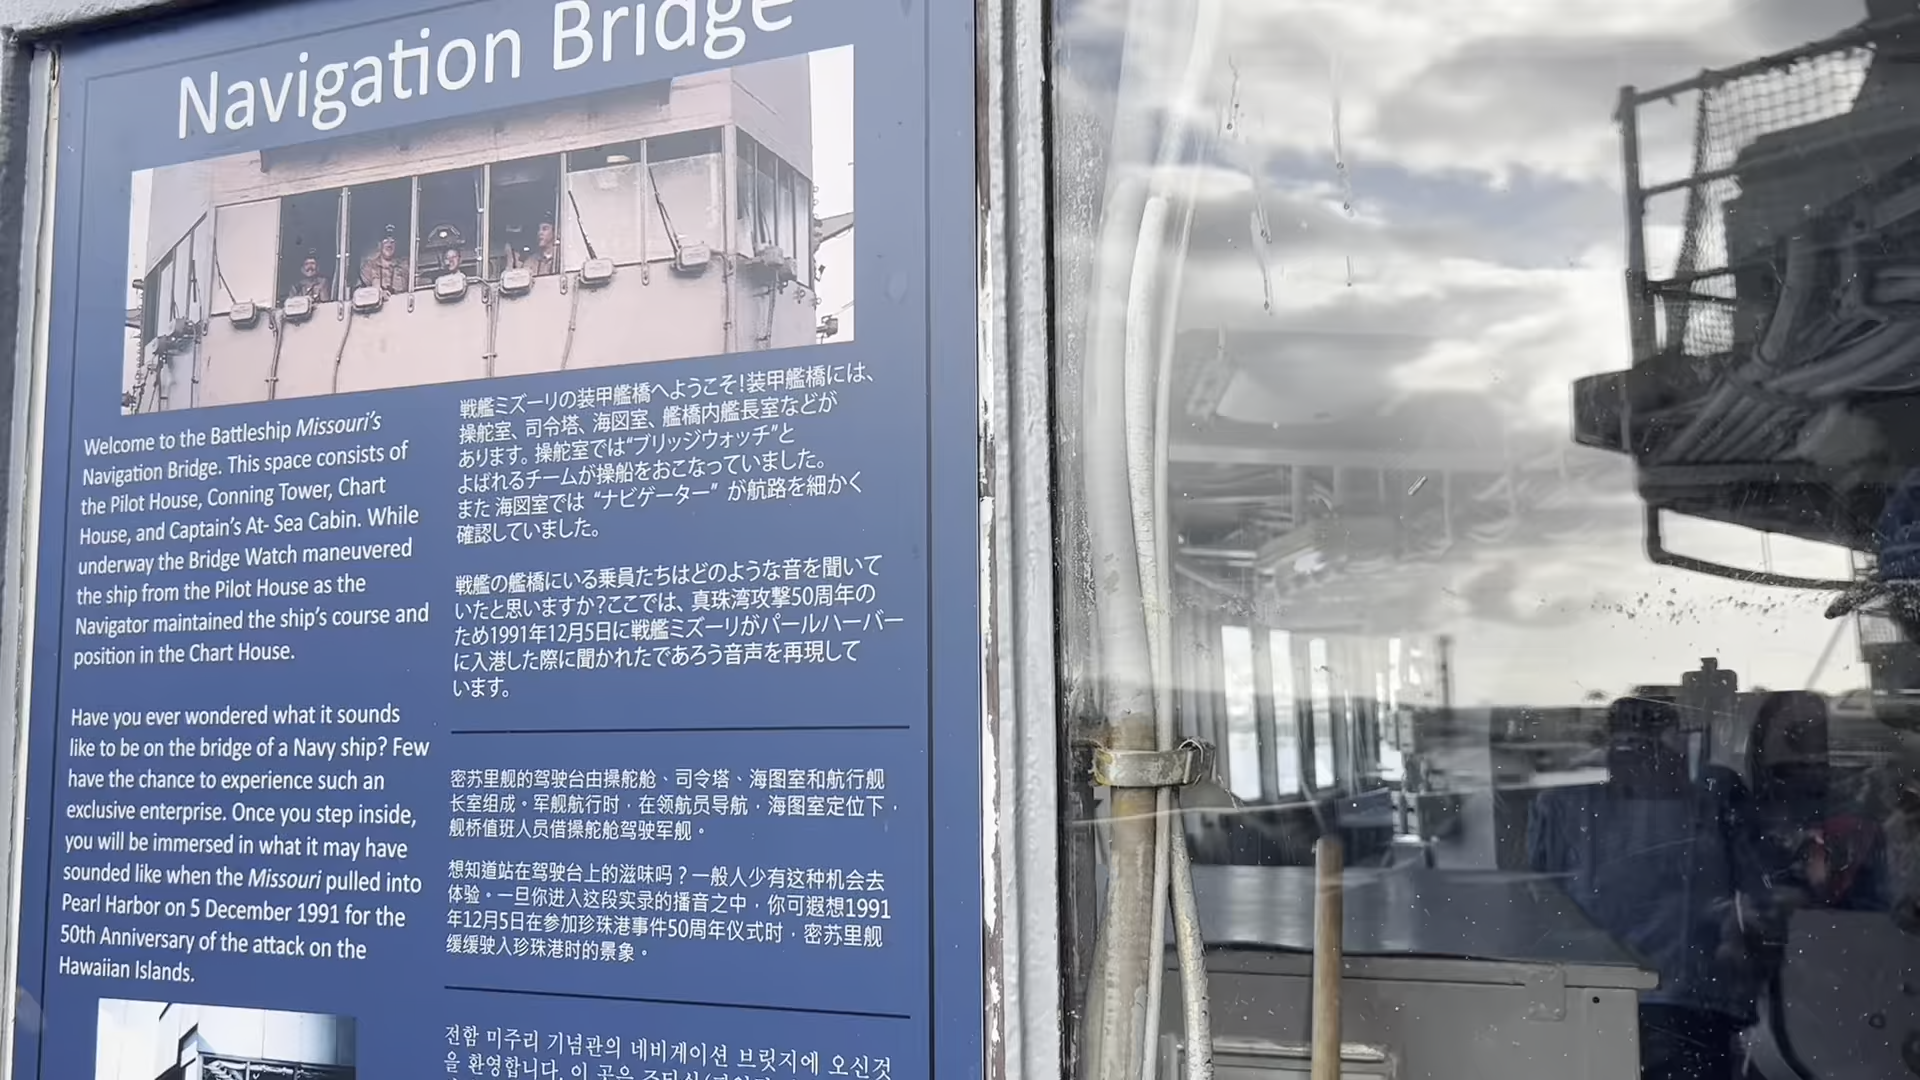 Navigation Bridge
Welcome to the Battleship Missouri's
Navigation Bridge. This space consists of
the Pilot House, Conning Tower, Chart
House, and Captain's At- Sea Cabin. While
underway the Bridge Watch maneuvered
the ship from the Pilot House as the
Navigator maintained the ship's course and
position in the Chart House.
Have you ever wondered what it sounds
like to be on the bridge of a Navy ship? Few
have the chance to experience such an
exclusive enterprise. Once you step inside,
you will be immersed in what it may have
sounded like when the Missouri pulled into
Pearl Harbor on 5 December 1991 for the
50th Anniversary of the attack on the
Hawaiian Islands.
戦艦ミズーリの装甲艦橋へようこそ!装甲艦橋には、
操舵室、司令塔、海図室、艦橋内艦長室などが
あります。操舵室では“ブリッジウォッチ”と
よばれるチームが操船をおこなっていました。
また 海図室では “ナビゲーター” が航路を細かく
確認していました。
戦艦の艦橋にいる乗員たちはどのような音を聞いて
いたと思いますか?ここでは、真珠湾攻撃50周年の
ため1991年12月5日に戦艦ミズーリがパールハーバー
に入港した際に聞かれたであろう音声を再現して
います。
密苏里舰的驾驶台由操舵舱、司令塔、海图室和航行舰
长室组成。军舰航行时，在领航员导航，海图室定位下，
舰桥值班人员借操舵舱驾驶军舰。
想知道站在驾驶台上的滋味吗？一般人少有这种机会去
体验。一旦你进入这段实录的播音之中，你可遐想1991
年12月5日在参加珍珠港事件50周年仪式时，密苏里舰
缓缓驶入珍珠港时的景象。
전함 미주리 기념관의 네비게이션 브릿지에 오신것
을 환영합니다. 이 곳은